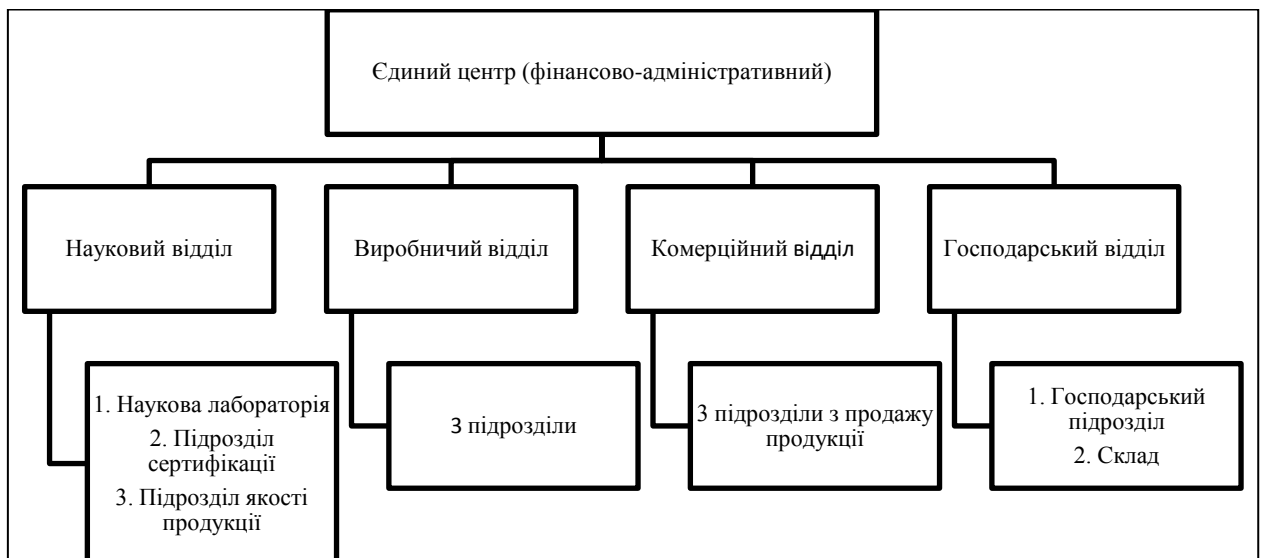 Єдиний центр (фінансово-адміністративний)
Науковий відділ
Виробничий відділ
Комерційний відділ
Господарський відділ
1. Наукова лабораторія
2. Підрозділ
сертифікації
3. Підрозділ якості
продукції
3 підрозділи
3 підрозділи з продажу
продукції
1. Господарський
підрозділ
2. Склад